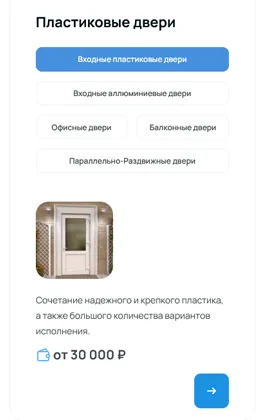 Пластиковые двери
Входные пластиковые двери
Входные аллюминиевые двери
Офисные двери
Балконные двери
Параллельно-Раздвижные двери
Сочетание надежного и крепкого пластика,
а также большого количества вариантов
исполнения.
от 30 000 ₽